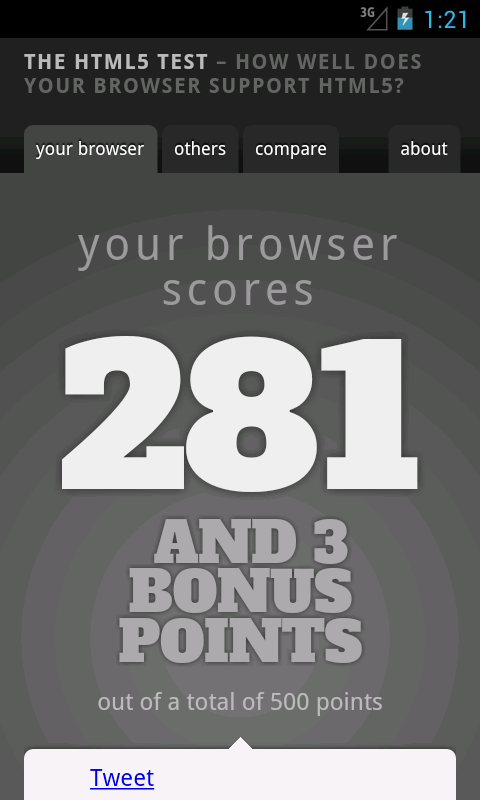 3G 1:21
THE HTML5 TEST – HOW WELL DOES
YOUR BROWSER SUPPORT HTML5?
your browser others compare about
your browser
scores
281
AND 3
BONUS
POINTS
out of a total of 500 points
Tweet